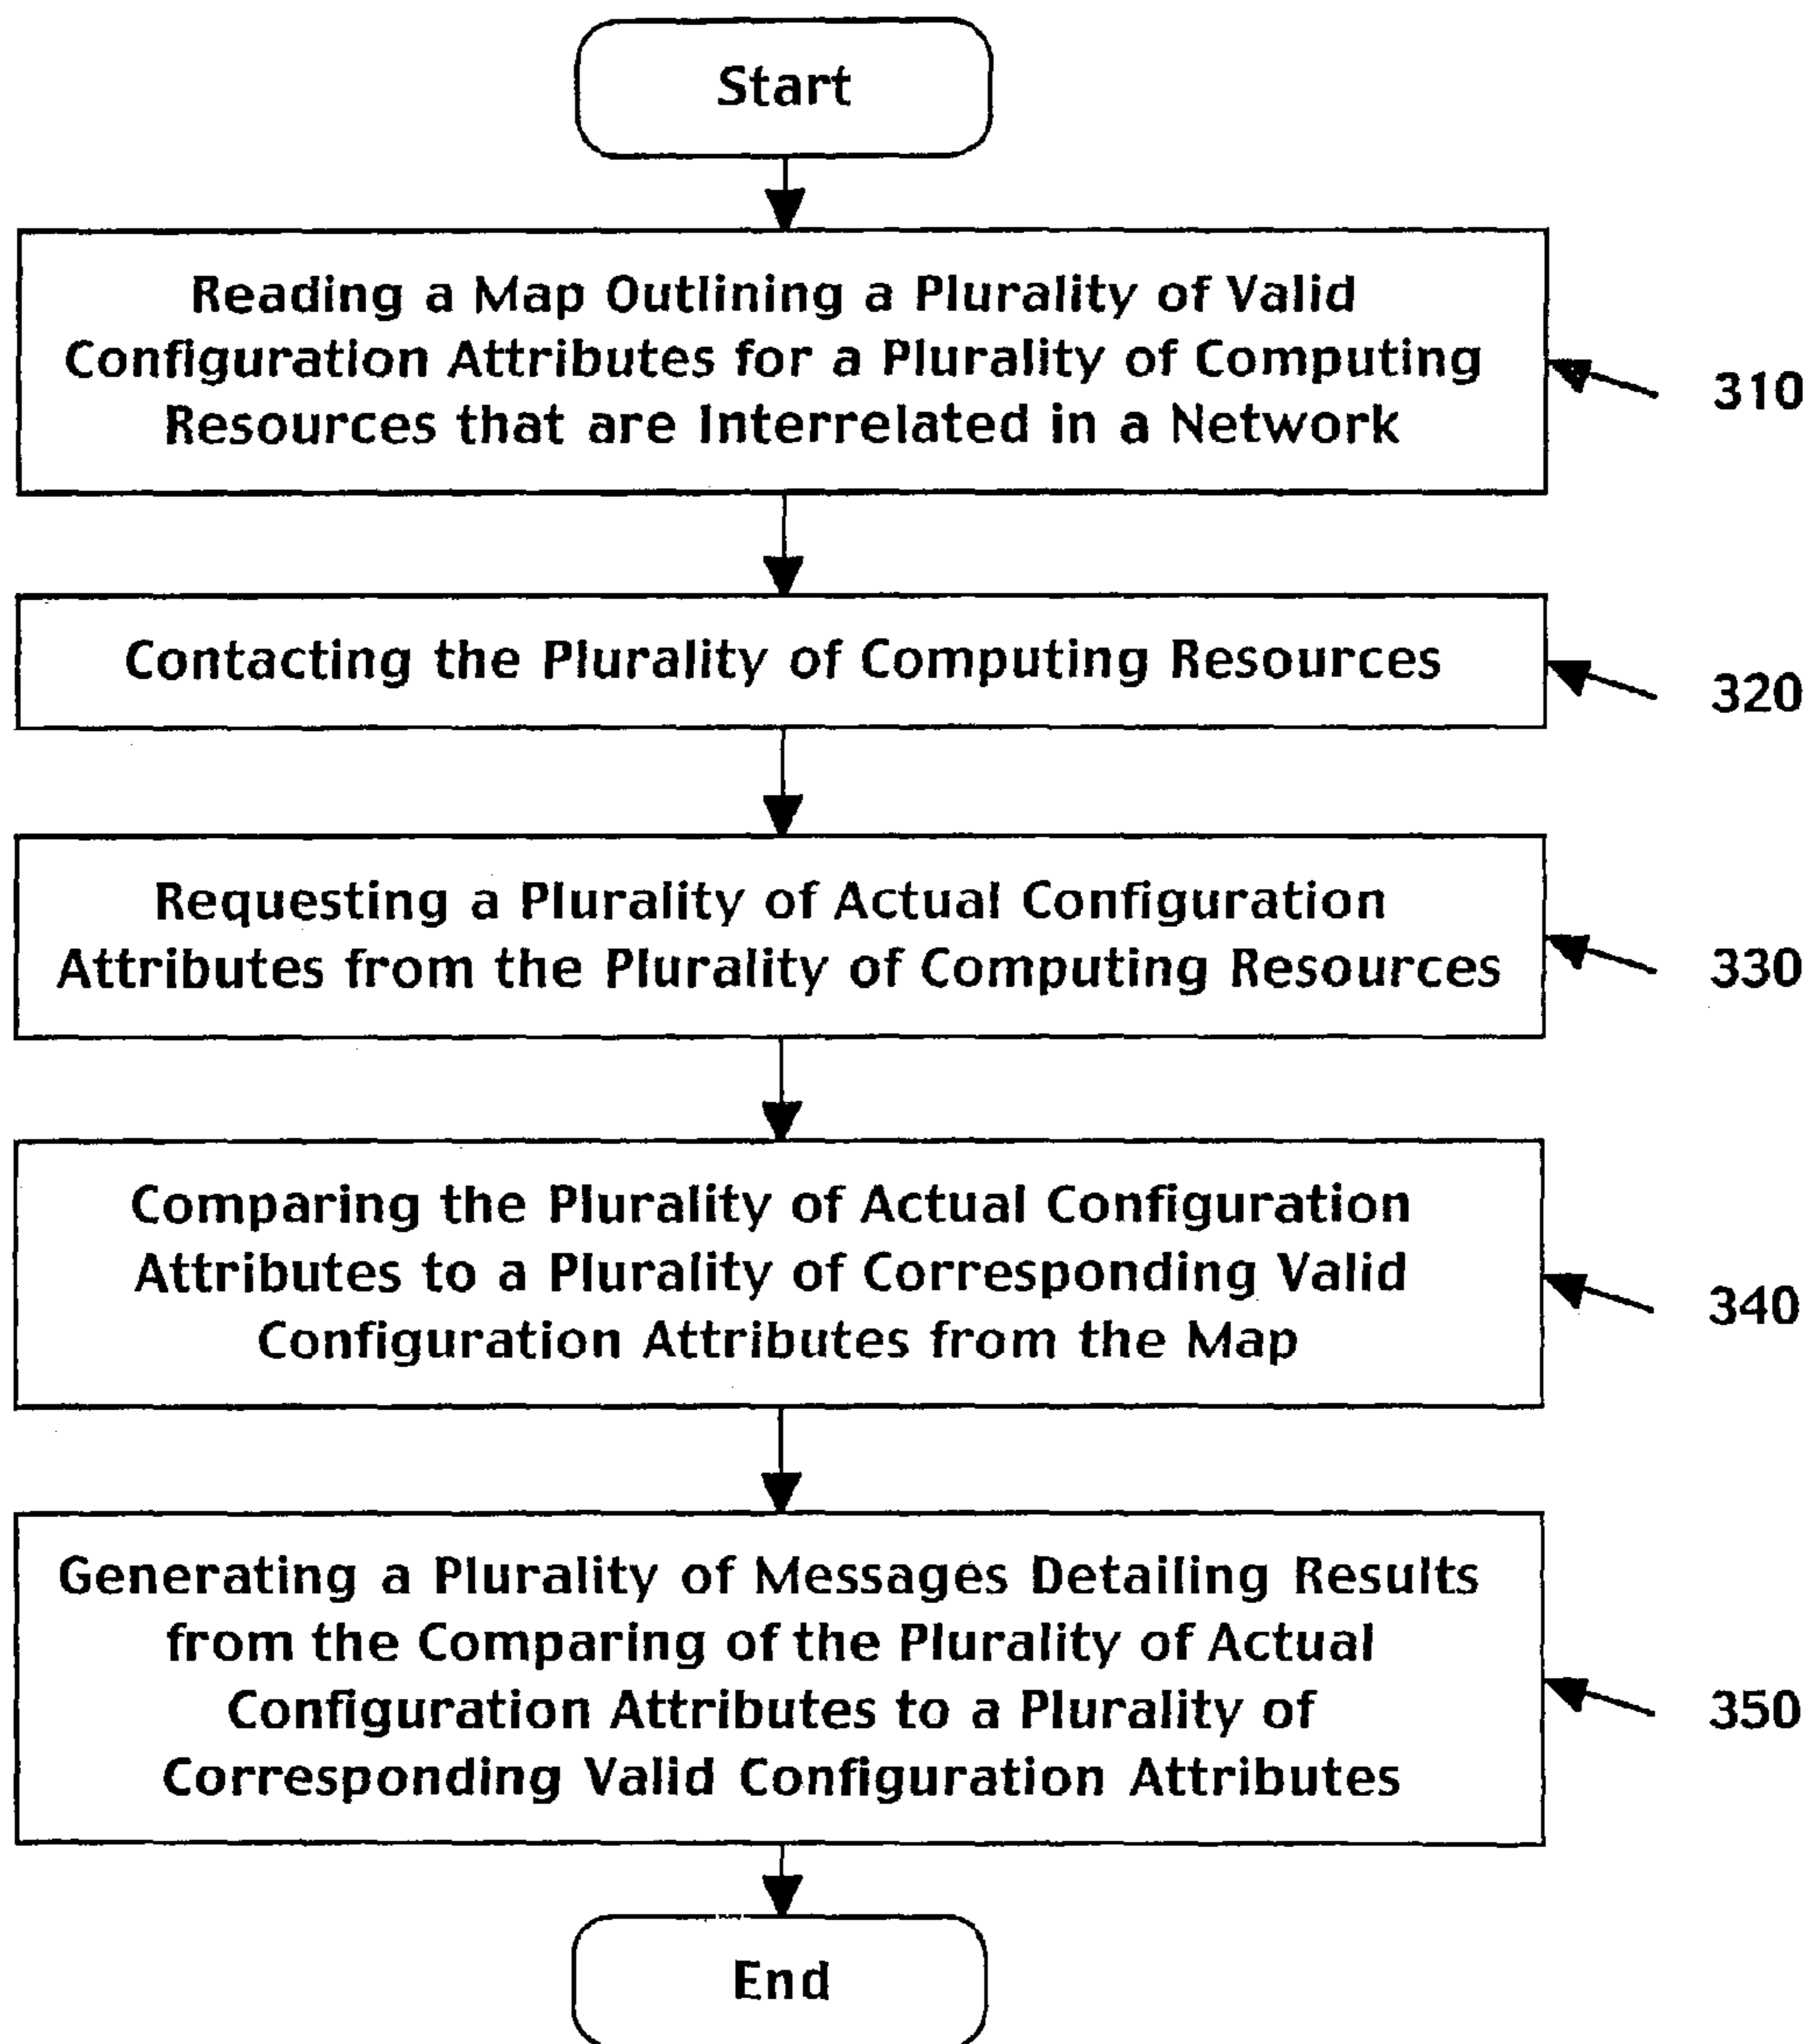 Start
Reading a Map Outlining a Plurality of Valid
Configuration Attributes for a Plurality of Computing
Resources that are Interrelated in a Network
310
Contacting the Plurality of Computing Resources
320
Requesting a Plurality of Actual Configuration
Attributes from the Plurality of Computing Resources
330
Comparing the Plurality of Actual Configuration
Attributes to a Plurality of Corresponding Valid
Configuration Attributes from the Map
340
Generating a Plurality of Messages Detailing Results
from the Comparing of the Plurality of Actual
Configuration Attributes to a Plurality of
Corresponding Valid Configuration Attributes
350
End